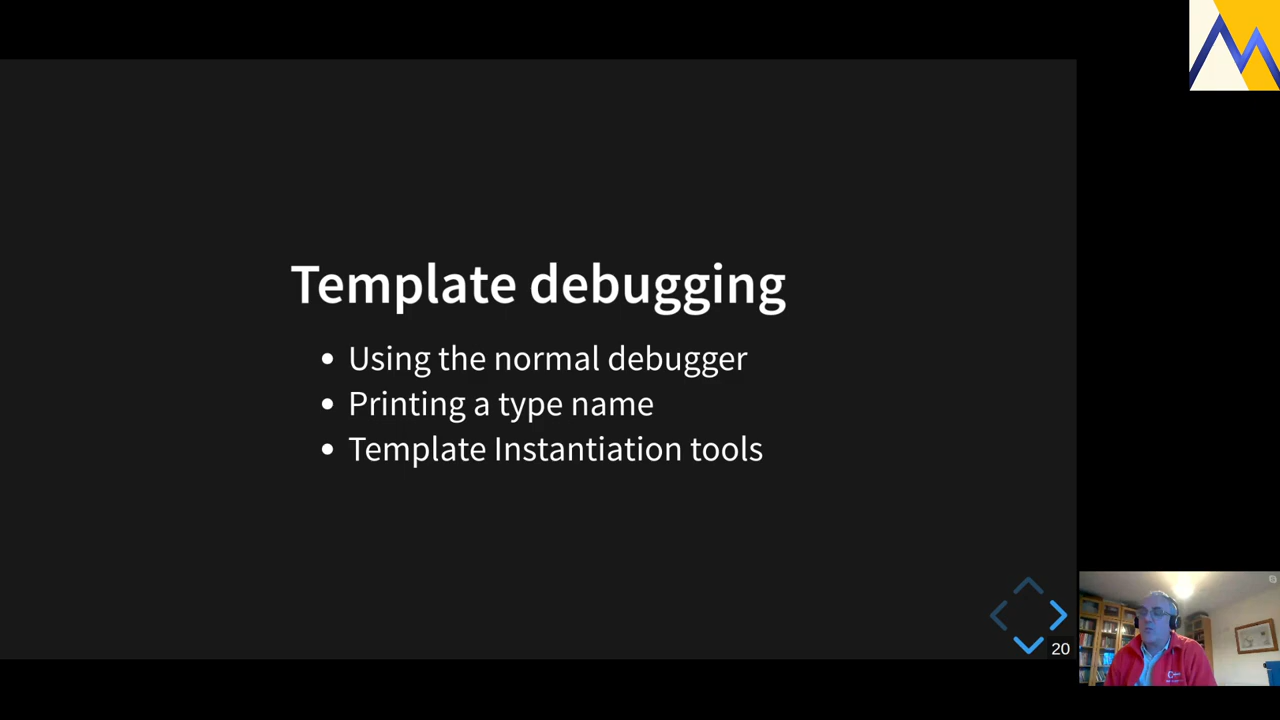 Template debugging
• Using the normal debugger
• Printing a type name
• Template Instantiation tools
20